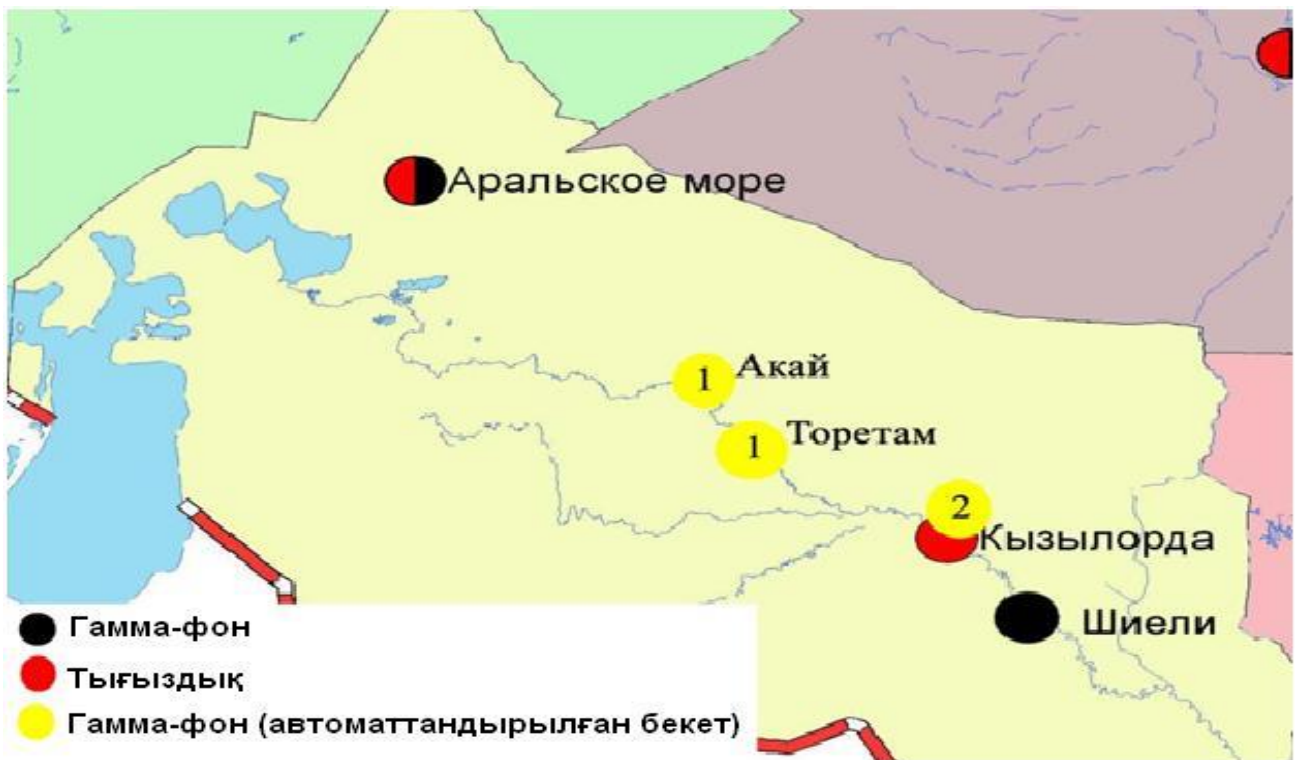 Аральское море
1 Акай
1 Торетам
2
Кызылорда
Шиели
Гамма-фон
Тығыздық
Гамма-фон (автоматтандырылған бекет)